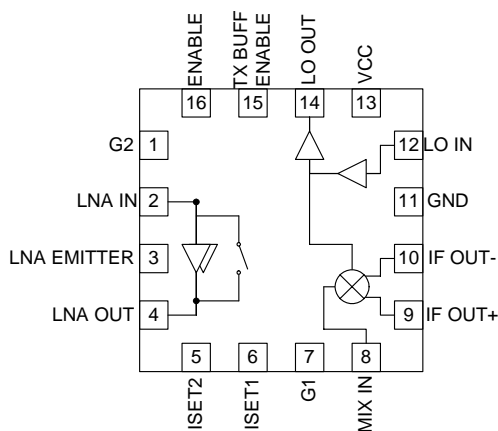 ENABLE
TX BUFF
ENABLE
LO OUT
VCC
16
15
14
13
G2
1
12
LO IN
LNA IN
2
11
GND
LNA EMITTER
3
10
IF OUT-
LNA OUT
4
9
IF OUT+
5
6
7
8
ISET2
ISET1
G1
MIX IN